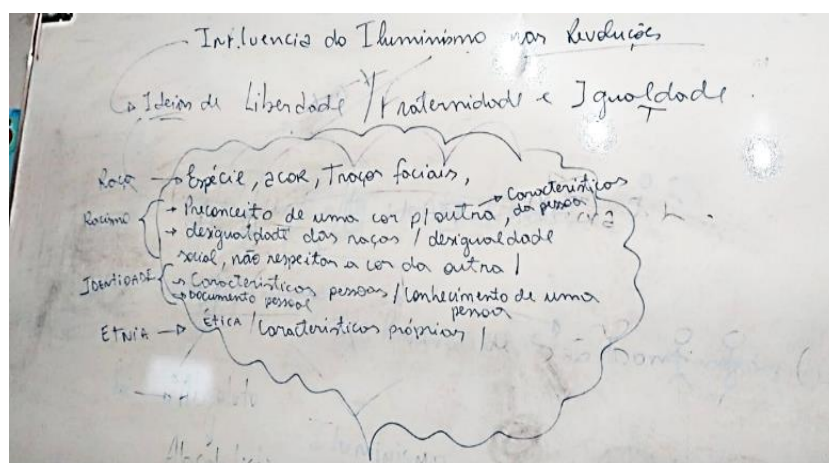 Influencia do Iluminismo nas Revoluções
Ideias de Liberdade / Fraternidade e Igualdade
Raça → Espécie, a cor, Traços faciais,
Racismo → Preconceito de uma cor p/ outra, → Características da pessoa
→ desigualdade das raças / desigualdade
social, não respeitar a cor da outra /
IDENTIDADE → Características pessoas / Conhecimento de uma pessoa
→ Documento pessoal
ETNIA → ÉTICA / Características próprias /